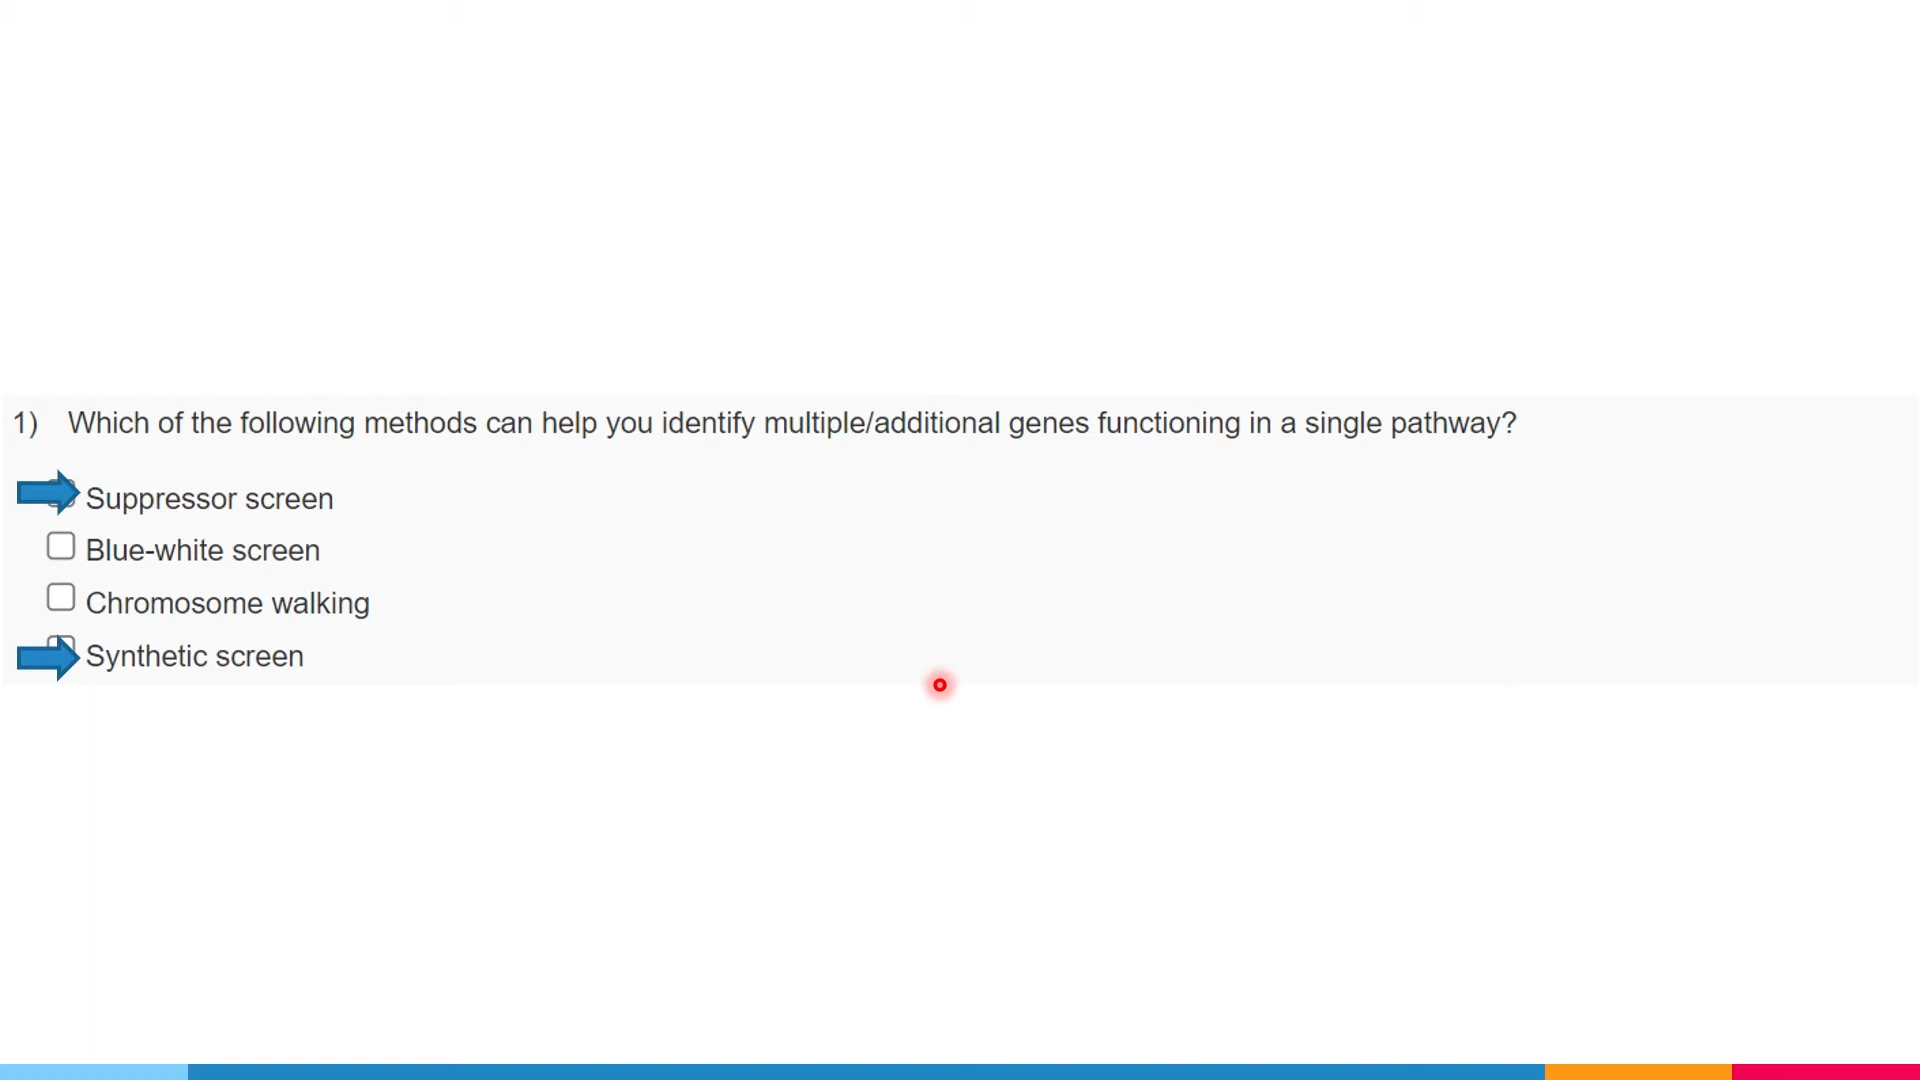 1) Which of the following methods can help you identify multiple/additional genes functioning in a single pathway?
Suppressor screen
Blue-white screen
Chromosome walking
Synthetic screen